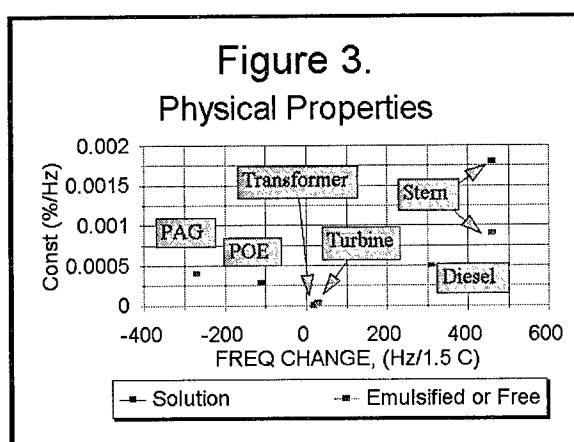 Figure 3.
Physical Properties
Const (%/Hz)
0.002
0.0015
0.001
0.0005
0
Transformer
Stern
PAG
POE
Turbine
Diesel
-400 -200 0 200 400 600
FREQ CHANGE, (Hz/1.5 C)
Solution Emulsified or Free